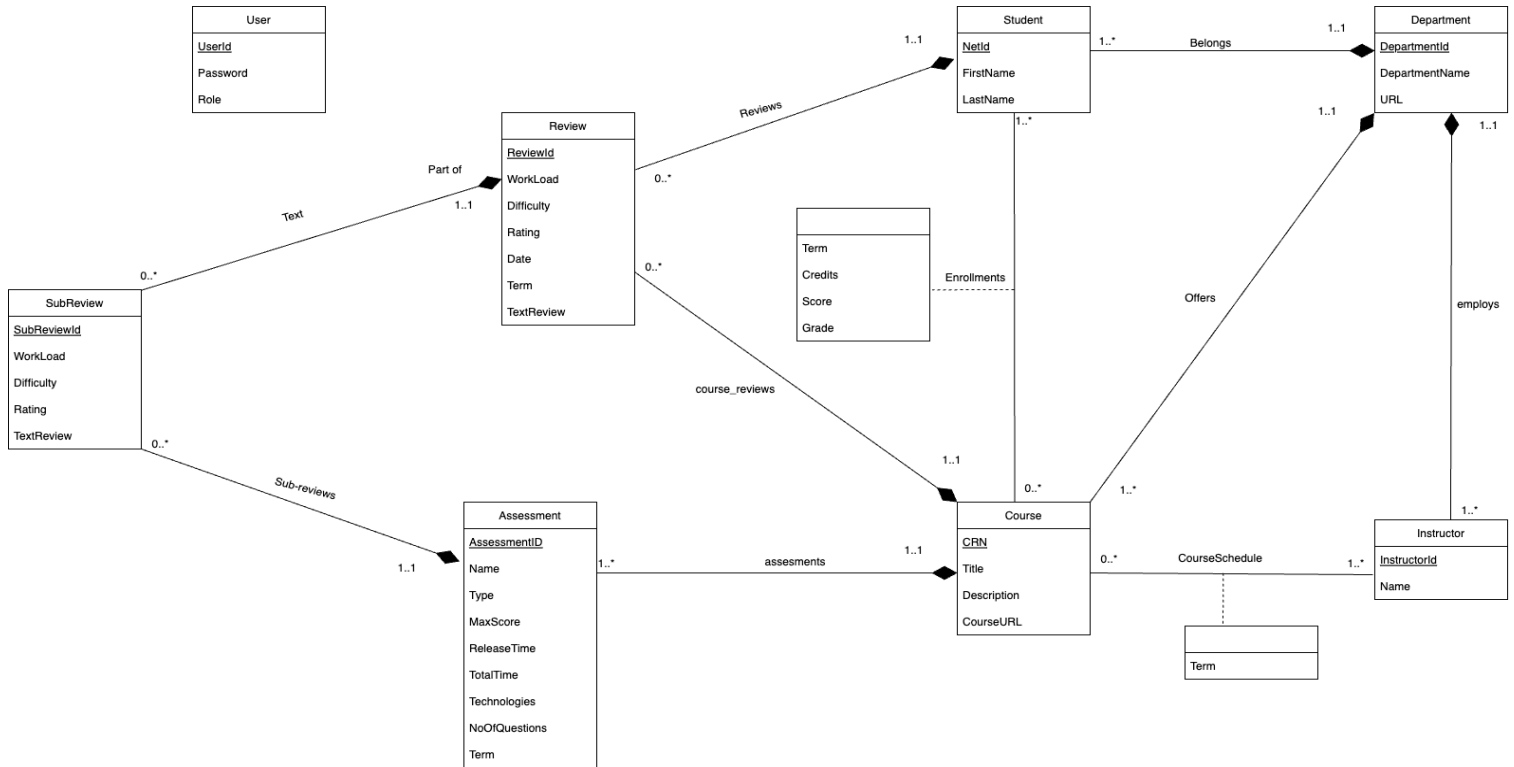 User
UserId
Password
Role
Student
NetId
FirstName
LastName
Department
DepartmentId
DepartmentName
URL
1..1
1..*
Belongs
1..1
Reviews
0..*
1..*
1..1
1..1
Review
ReviewId
WorkLoad
Difficulty
Rating
Date
Term
TextReview
Part of
1..1
Text
0..*
0..*
Term
Credits
Score
Grade
Enrollments
Offers
employs
SubReview
SubReviewId
WorkLoad
Difficulty
Rating
TextReview
course_reviews
0..*
Sub-reviews
1..1
1..1
0..*
1..*
1..*
Assessment
AssessmentID
Name
Type
MaxScore
ReleaseTime
TotalTime
Technologies
NoOfQuestions
Term
1..*
assesments
1..1
Course
CRN
Title
Description
CourseURL
0..*
CourseSchedule
1..*
Instructor
InstructorId
Name
Term